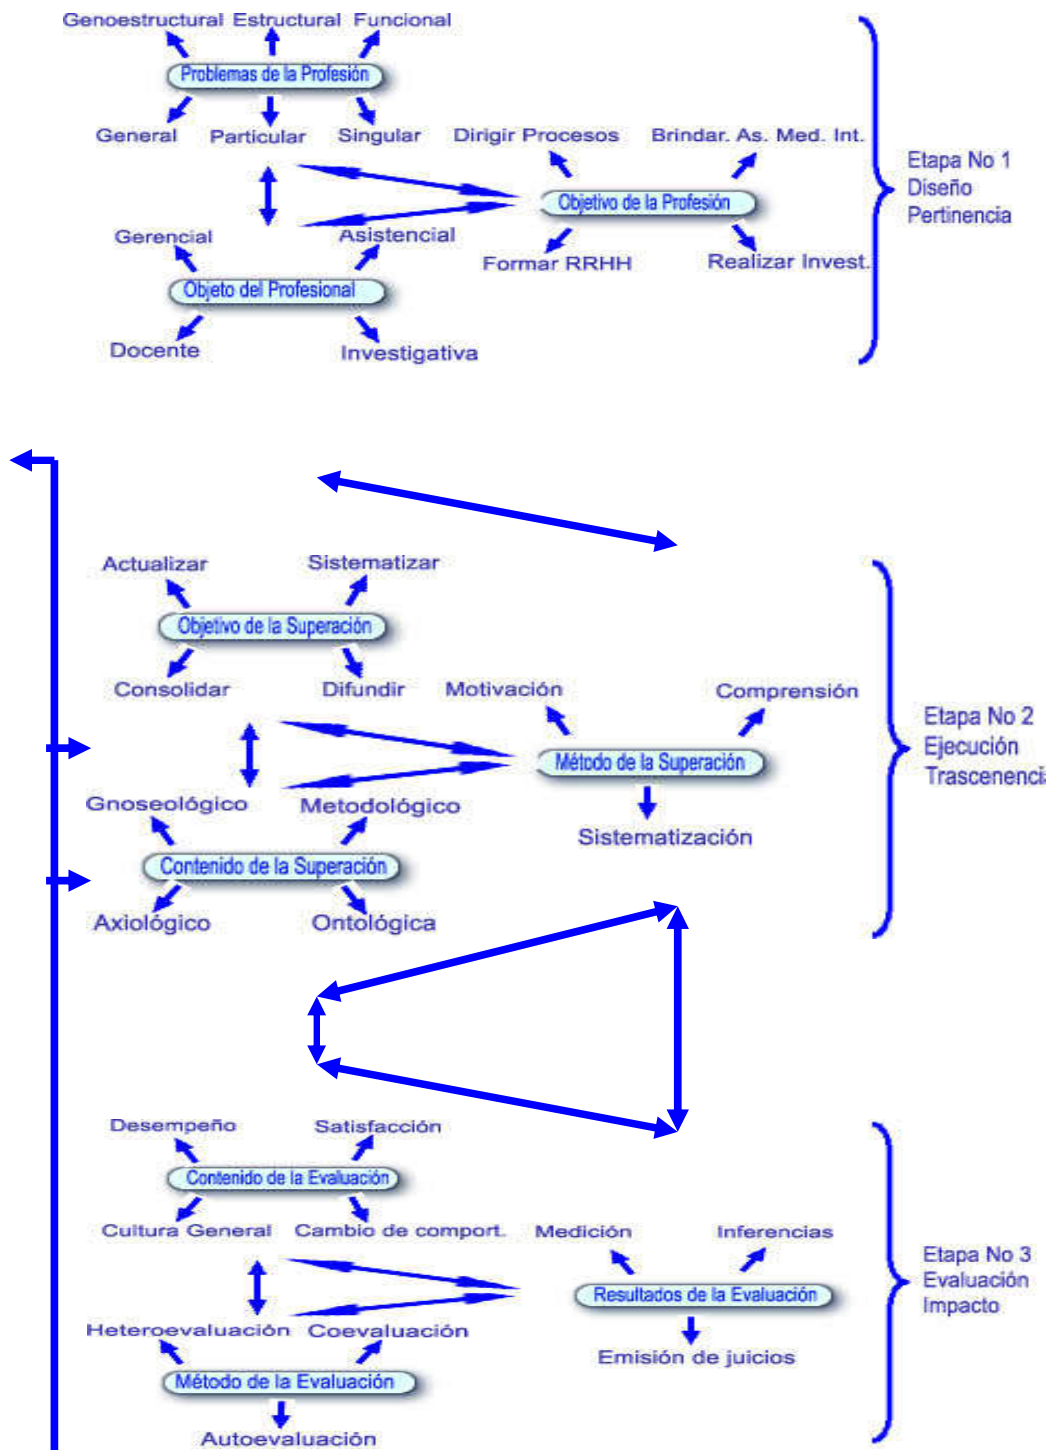 Genoestructural Estructural Funcional
Problemas de la Profesión
General Particular Singular
Dirigir Procesos Brindar. As. Med. Int.
Objetivo de la Profesión
Formar RRHH Realizar Invest.
Gerencial Asistencial
Objeto del Profesional
Docente Investigativa
Etapa No 1
Diseño
Pertinencia
Actualizar Sistematizar
Objetivo de la Superación
Consolidar Difundir
Motivación Comprensión
Método de la Superación
Sistematización
Gnoseológico Metodológico
Contenido de la Superación
Axiológico Ontológica
Etapa No 2
Ejecución
Trascenenci
Desempeño Satisfacción
Contenido de la Evaluación
Cultura General Cambio de comport.
Medición Inferencias
Resultados de la Evaluación
Emisión de juicios
Heteroevaluación Coevaluación
Método de la Evaluación
Autoevaluación
Etapa No 3
Evaluación
Impacto